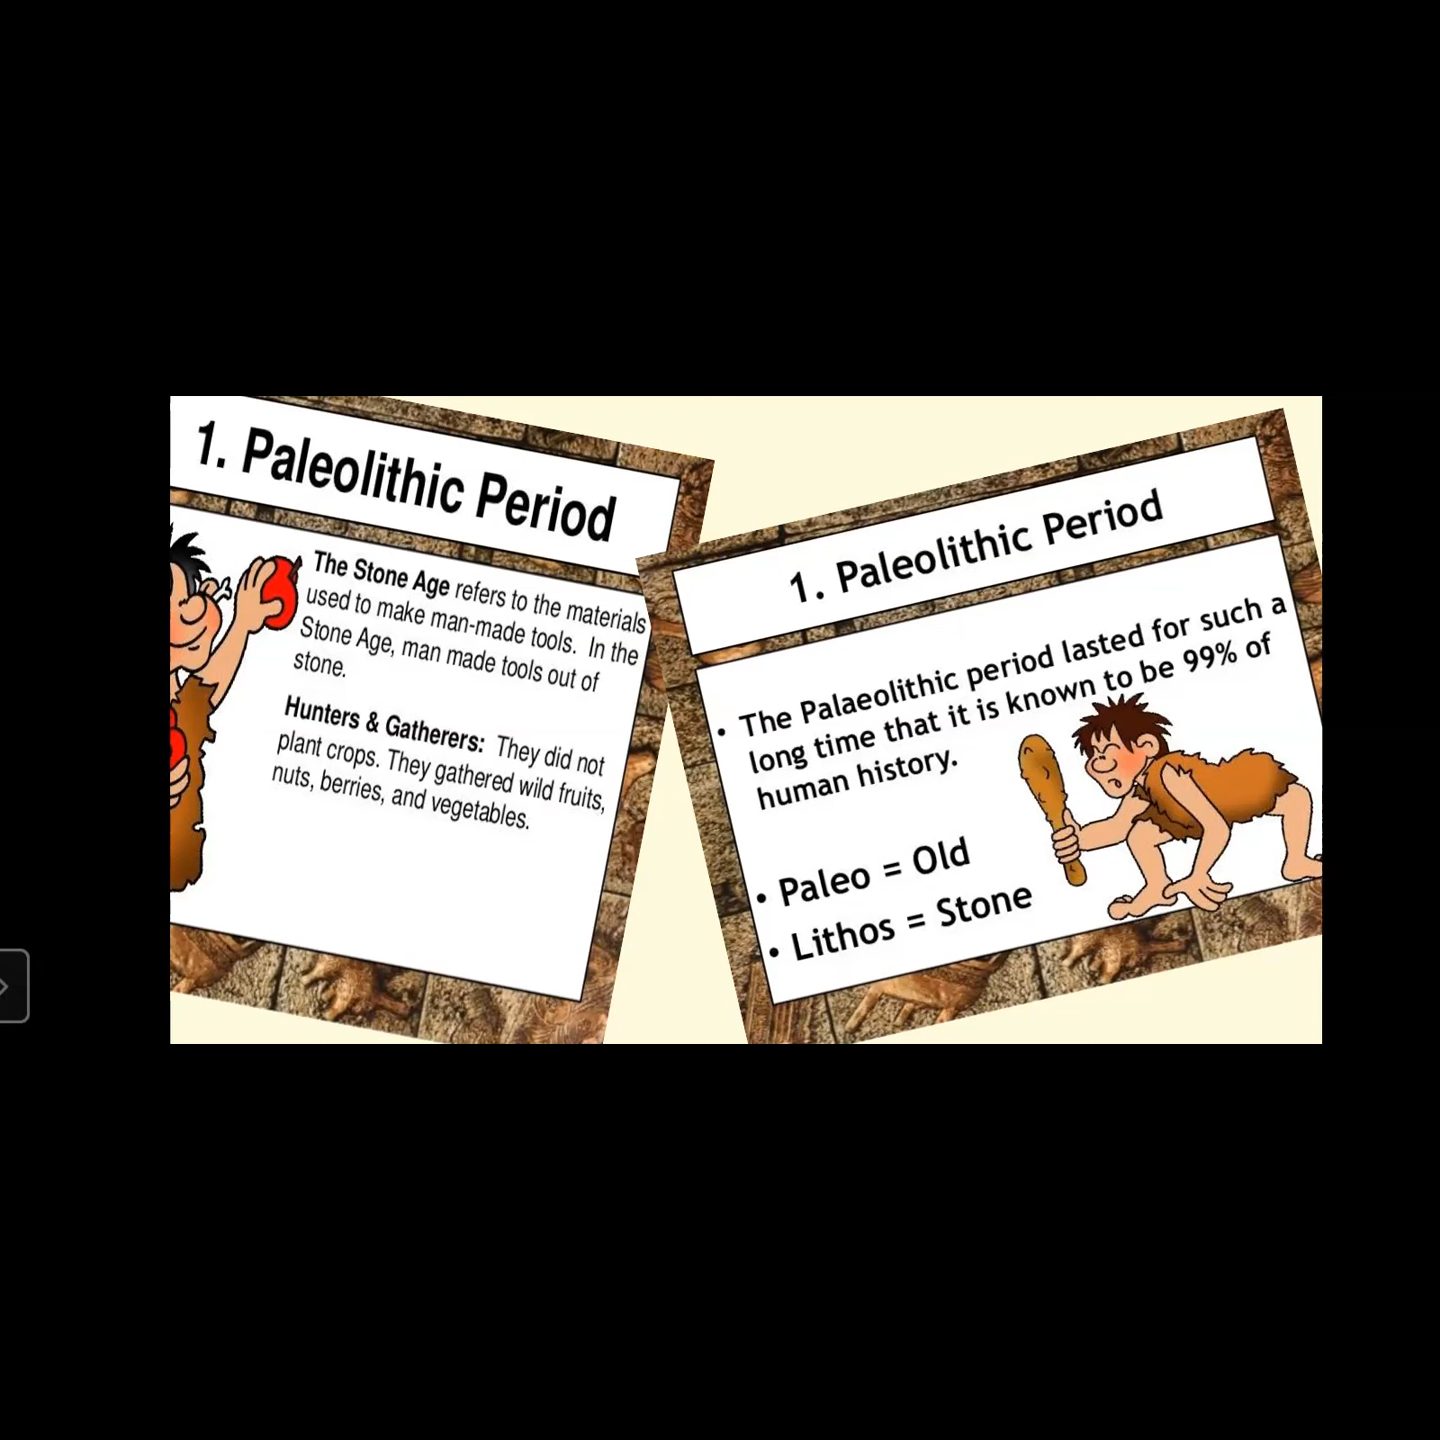 1. Paleolithic Period
The Stone Age refers to the materials
used to make man-made tools. In the
Stone Age, man made tools out of
stone.
Hunters & Gatherers: They did not
plant crops. They gathered wild fruits,
nuts, berries, and vegetables.
1. Paleolithic Period
• The Palaeolithic period lasted for such a
long time that it is known to be 99% of
human history.
• Paleo = Old
• Lithos = Stone